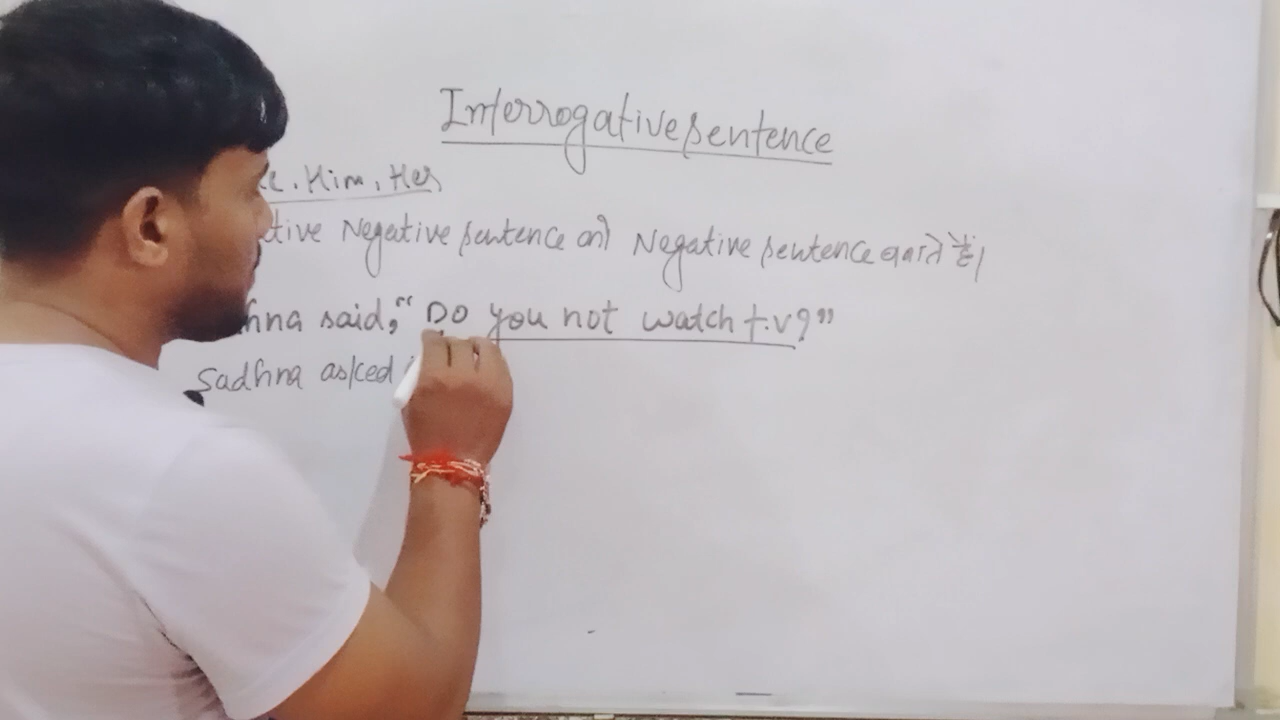 Interrogative sentence
Him, Her
tive Negative sentence को Negative sentence बनाते हैं।
hna said, "Do you not watch t.v?"
Sadhna asked